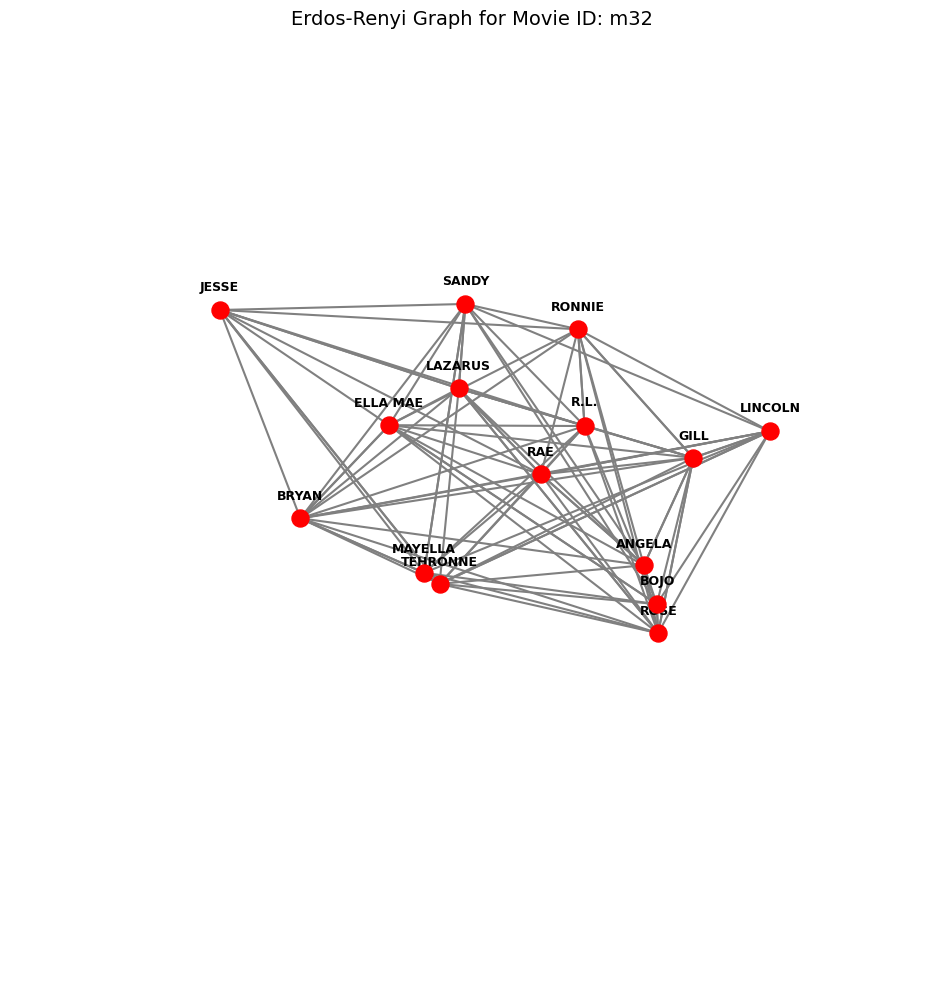 Erdos-Renyi Graph for Movie ID: m32
JESSE
SANDY
RONNIE
LAZARUS
ELLA MAE
R.L.
LINCOLN
GILL
RAE
BRYAN
ANGELA
MAYELLA
TEHRONNE
BOJO
ROSE